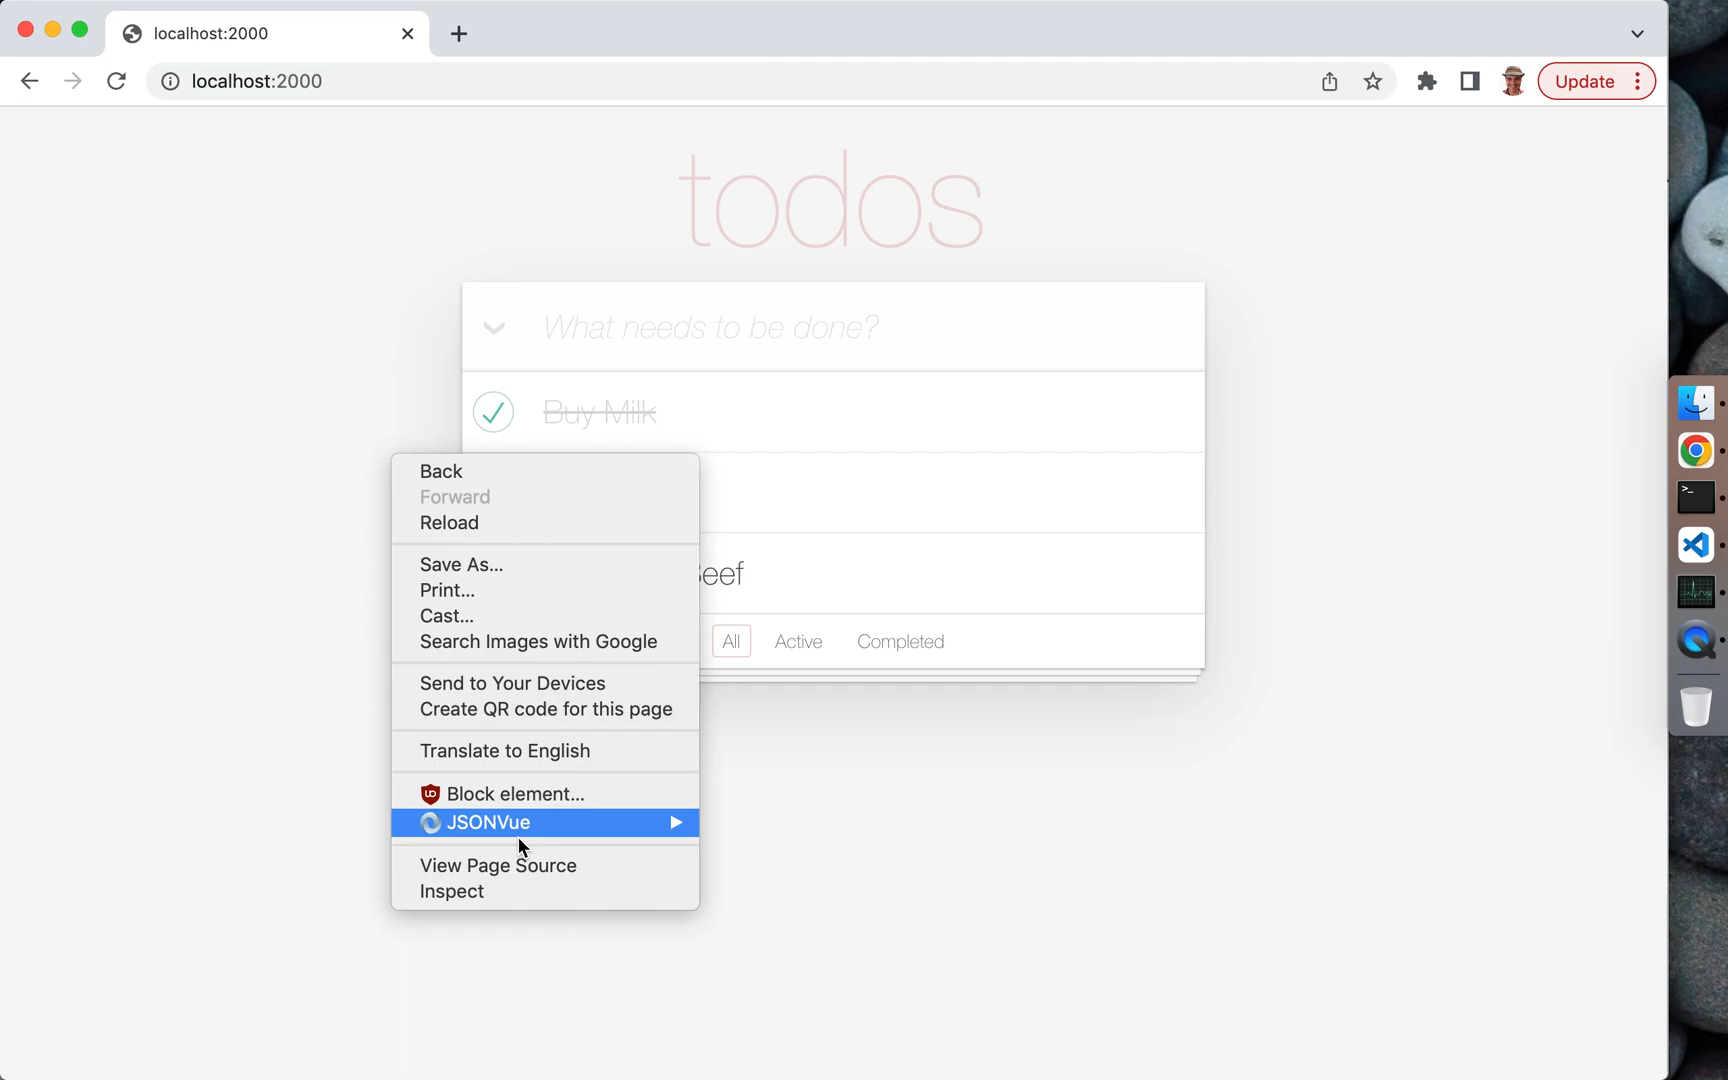 localhost:2000
localhost:2000
Update
todos
What needs to be done?
Buy Milk
Back
Forward
Reload
Save As...
Print...
Cast...
Search Images with Google
Send to Your Devices
Create QR code for this page
Translate to English
Block element...
JSONVue
View Page Source
Inspect
All Active Completed